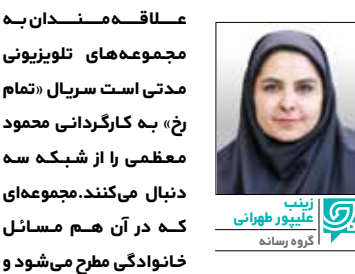 علاقه‌مندان به
مجموعه‌های تلویزیونی
مدتی است سریال «تمام
رخ» به کارگردانی محمود
معظمی را از شبکه سه
دنبال می‌کنند.مجموعه‌ای
که در آن هم مسائل
خانوادگی مطرح می‌شود و
زینب
علیپور طهرانی
گروه رسانه